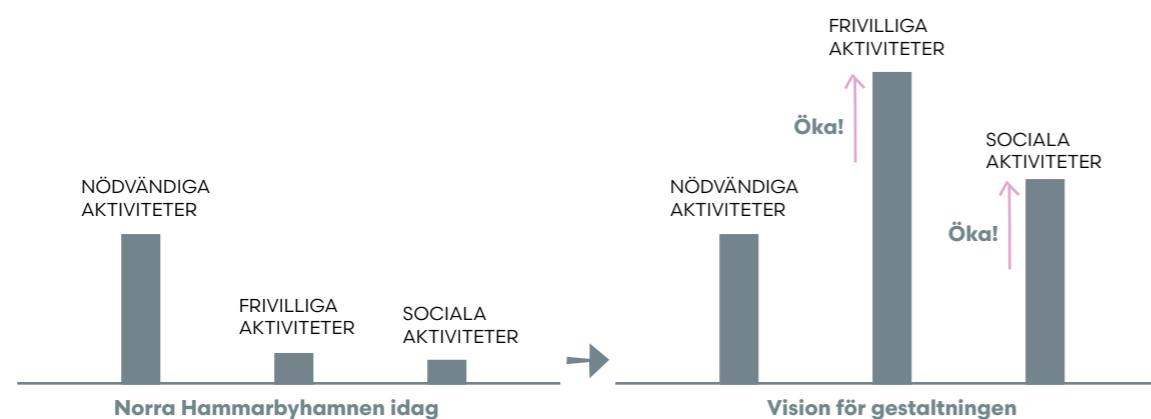 NÖDVÄNDIGA
AKTIVITETER
FRIVILLIGA
AKTIVITETER
SOCIALA
AKTIVITETER
Norra Hammarbyhamnen idag
NÖDVÄNDIGA
AKTIVITETER
Öka!
FRIVILLIGA
AKTIVITETER
Öka!
SOCIALA
AKTIVITETER
Vision för gestaltningen